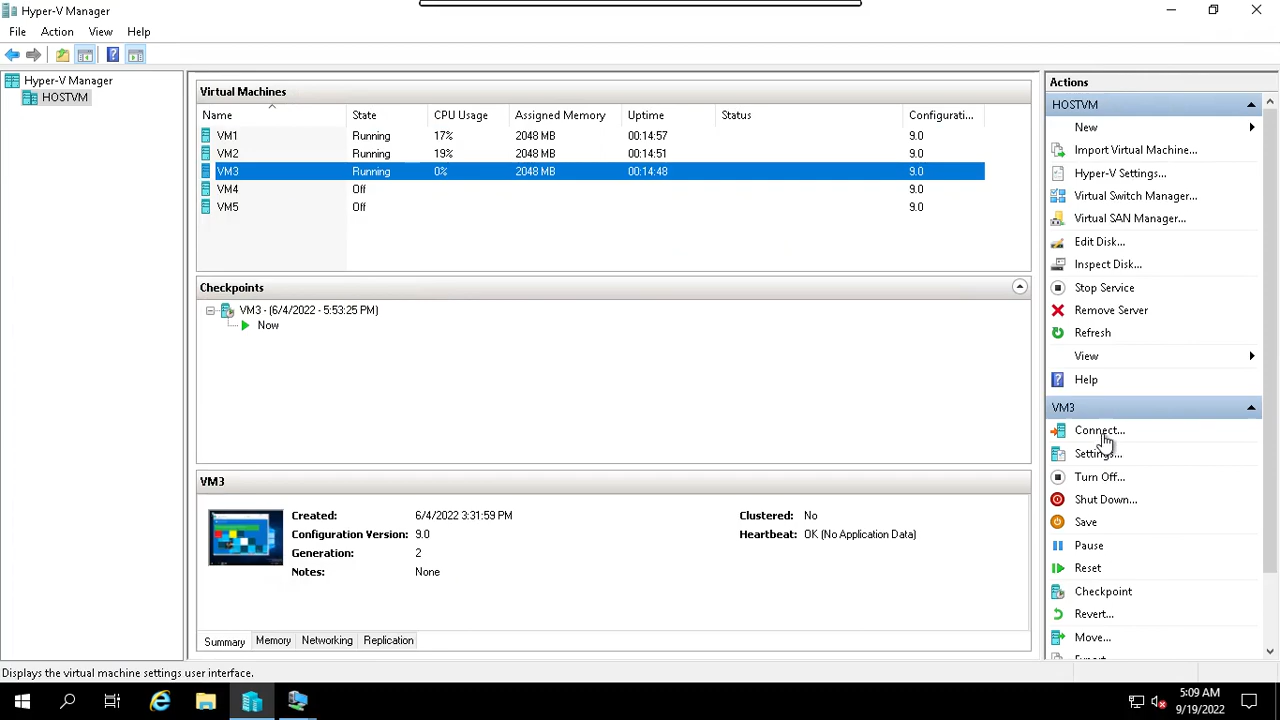 Hyper-V Manager
File Action View Help
Hyper-V Manager
HOSTVM
Virtual Machines
Name State CPU Usage Assigned Memory Uptime Status Configurati...
VM1 Running 17% 2048 MB 00:14:57 9.0
VM2 Running 19% 2048 MB 00:14:51 9.0
VM3 Running 0% 2048 MB 00:14:48 9.0
VM4 Off 9.0
VM5 Off 9.0
Checkpoints
VM3 - (6/4/2022 - 5:53:25 PM)
Now
VM3
Created: 6/4/2022 3:31:59 PM Clustered: No
Configuration Version: 9.0 Heartbeat: OK (No Application Data)
Generation: 2
Notes: None
Summary Memory Networking Replication
Actions
HOSTVM
New
Import Virtual Machine...
Hyper-V Settings...
Virtual Switch Manager...
Virtual SAN Manager...
Edit Disk...
Inspect Disk...
Stop Service
Remove Server
Refresh
View
Help
VM3
Connect...
Settings...
Turn Off...
Shut Down...
Save
Pause
Reset
Checkpoint
Revert...
Move...
Export...
Displays the virtual machine settings user interface.
5:09 AM
9/19/2022